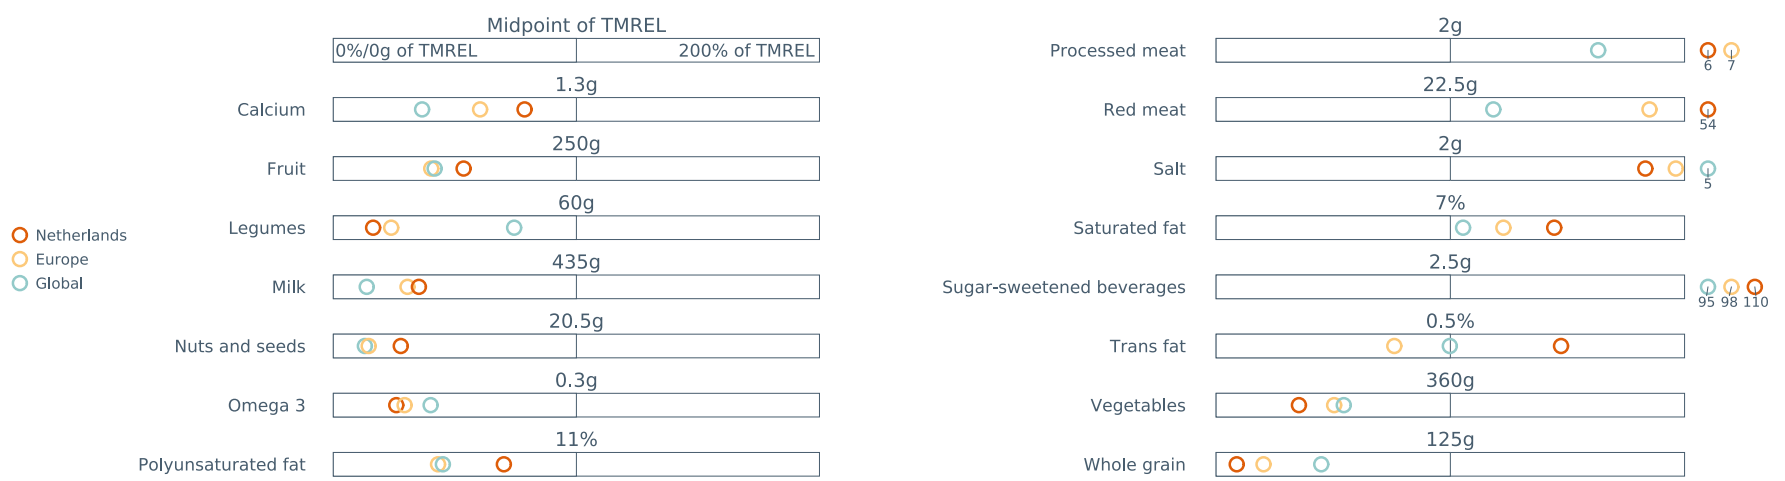 Midpoint of TMREL
0%/0g of TMREL 200% of TMREL
1.3g
Calcium
250g
Fruit
60g
Legumes
435g
Milk
20.5g
Nuts and seeds
0.3g
Omega 3
11%
Polyunsaturated fat
Netherlands
Europe
Global
2g
Processed meat
6 7
22.5g
Red meat
54
2g
Salt
5
7%
Saturated fat
2.5g
Sugar-sweetened beverages
95 98 110
0.5%
Trans fat
360g
Vegetables
125g
Whole grain